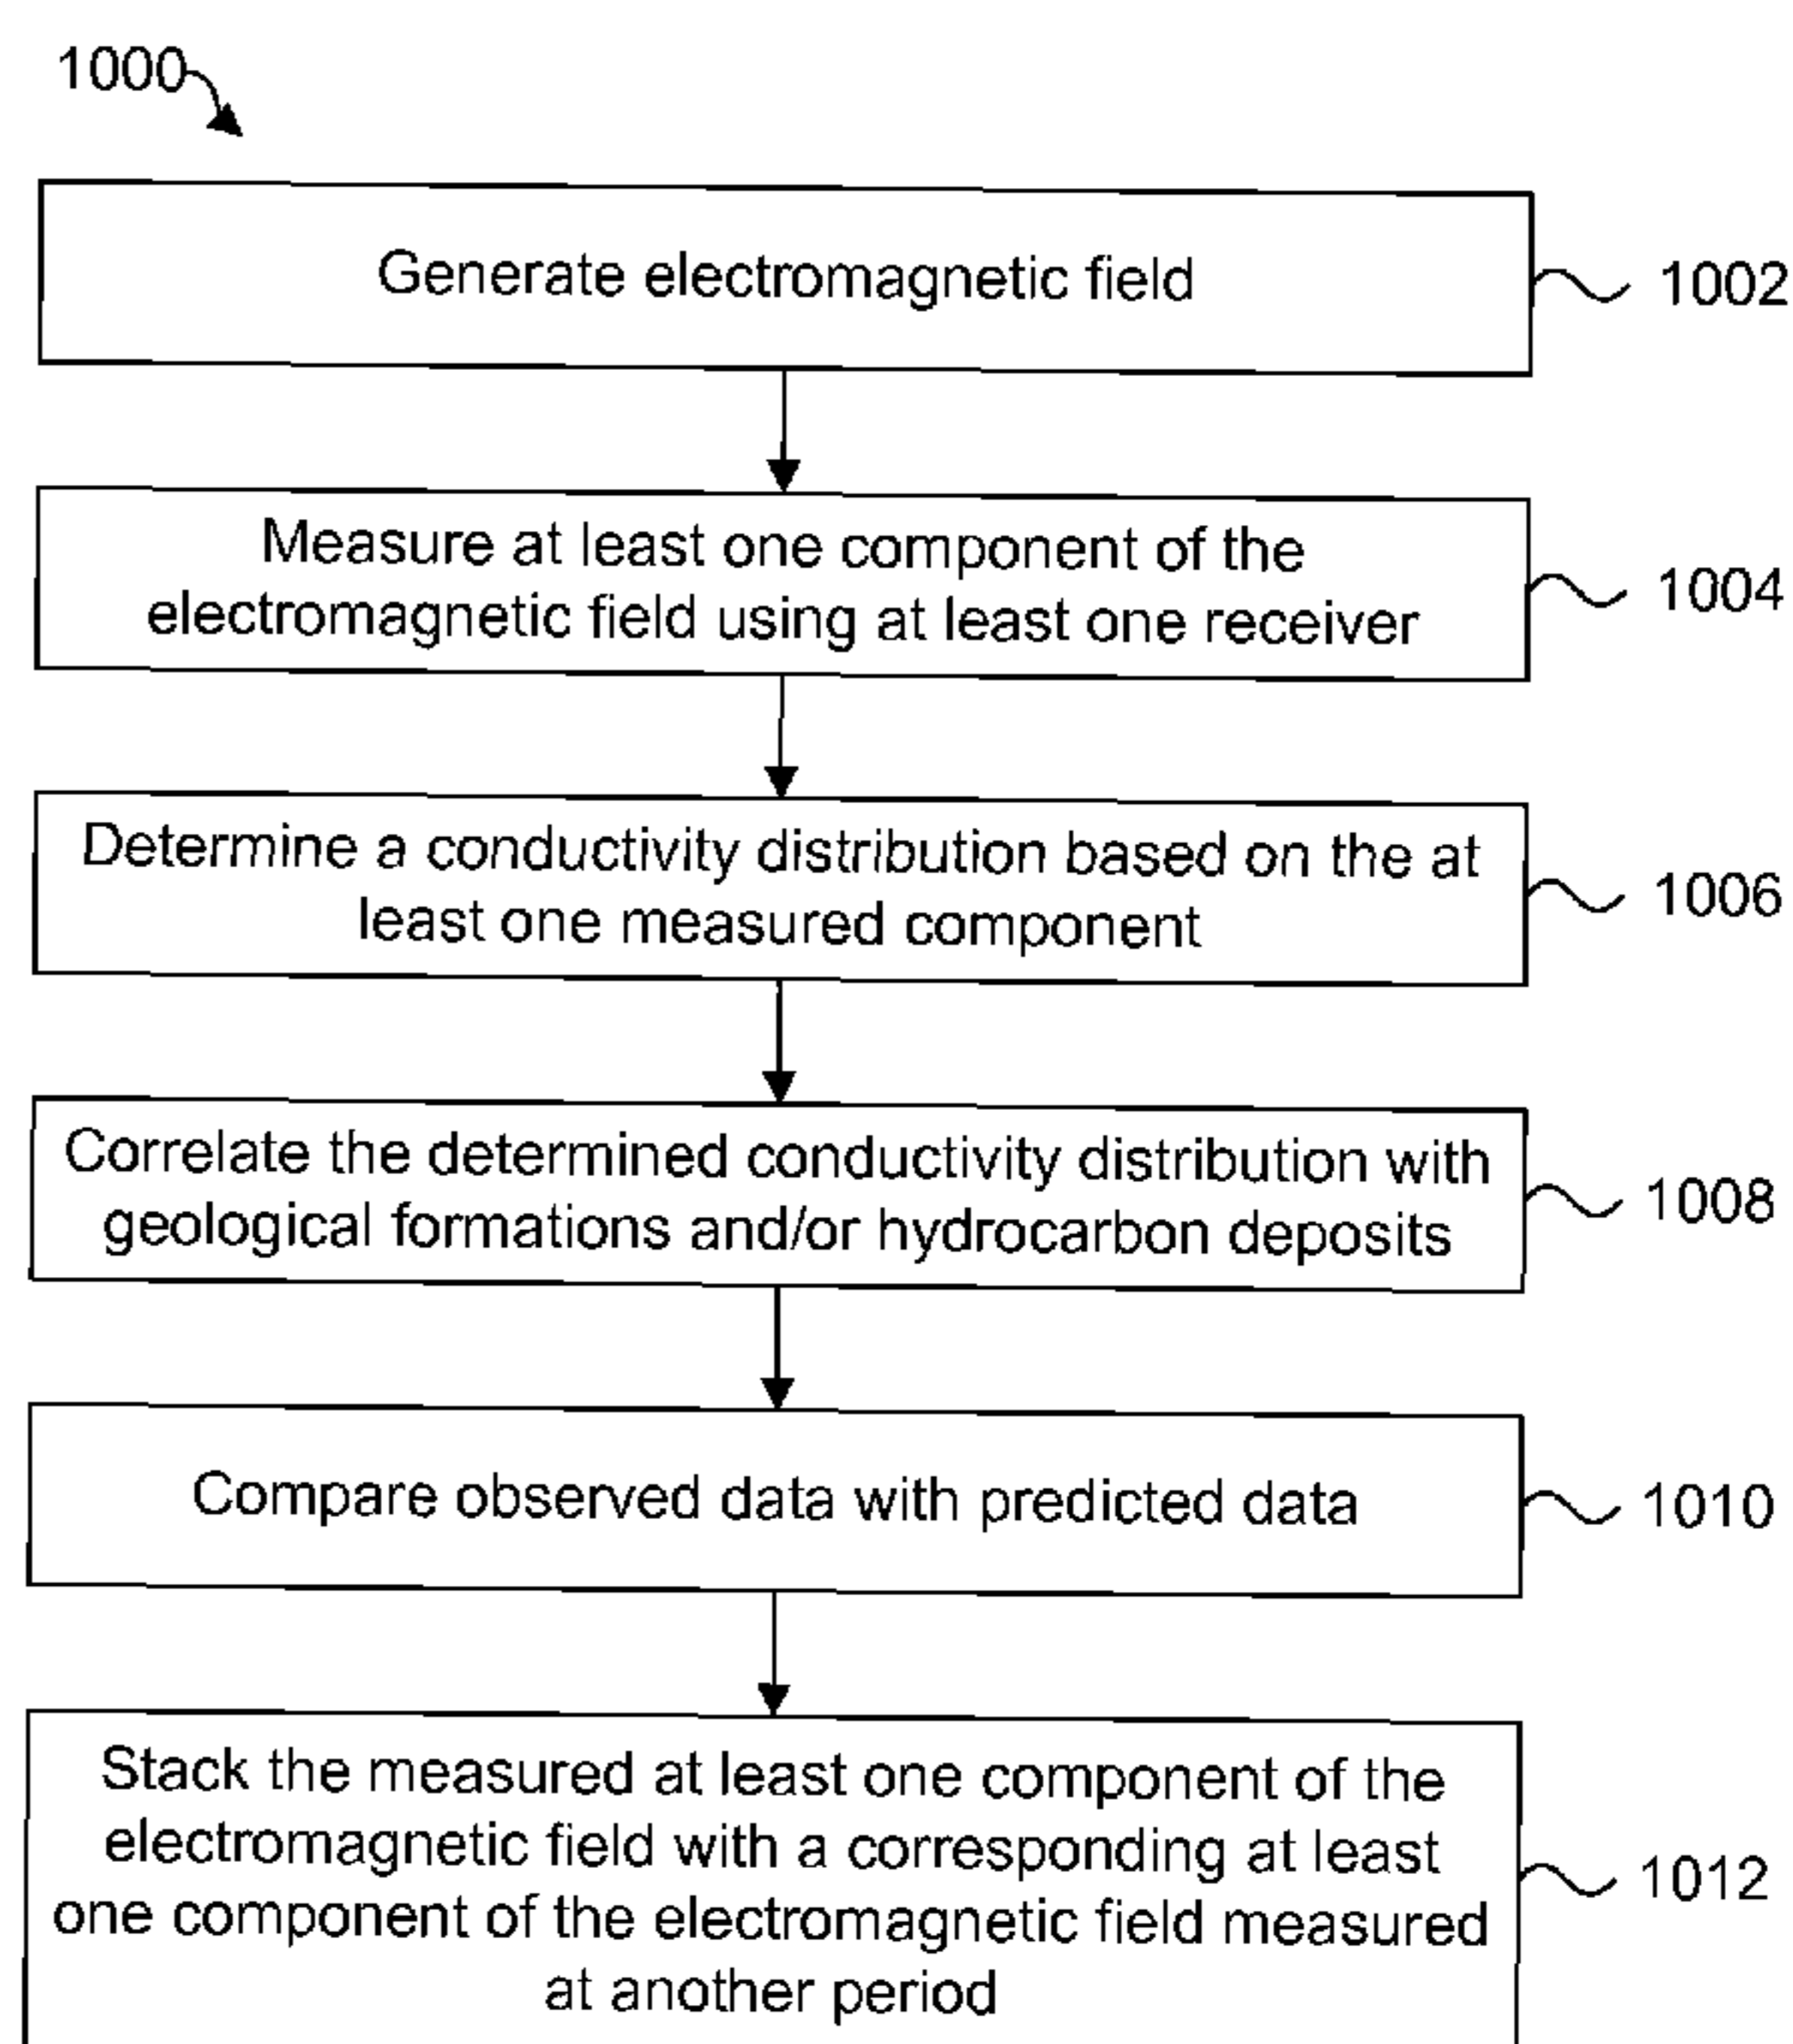 1000
Generate electromagnetic field
1002
Measure at least one component of the
electromagnetic field using at least one receiver
1004
Determine a conductivity distribution based on the at
least one measured component
1006
Correlate the determined conductivity distribution with
geological formations and/or hydrocarbon deposits
1008
Compare observed data with predicted data
1010
Stack the measured at least one component of the
electromagnetic field with a corresponding at least
one component of the electromagnetic field measured
at another period
1012